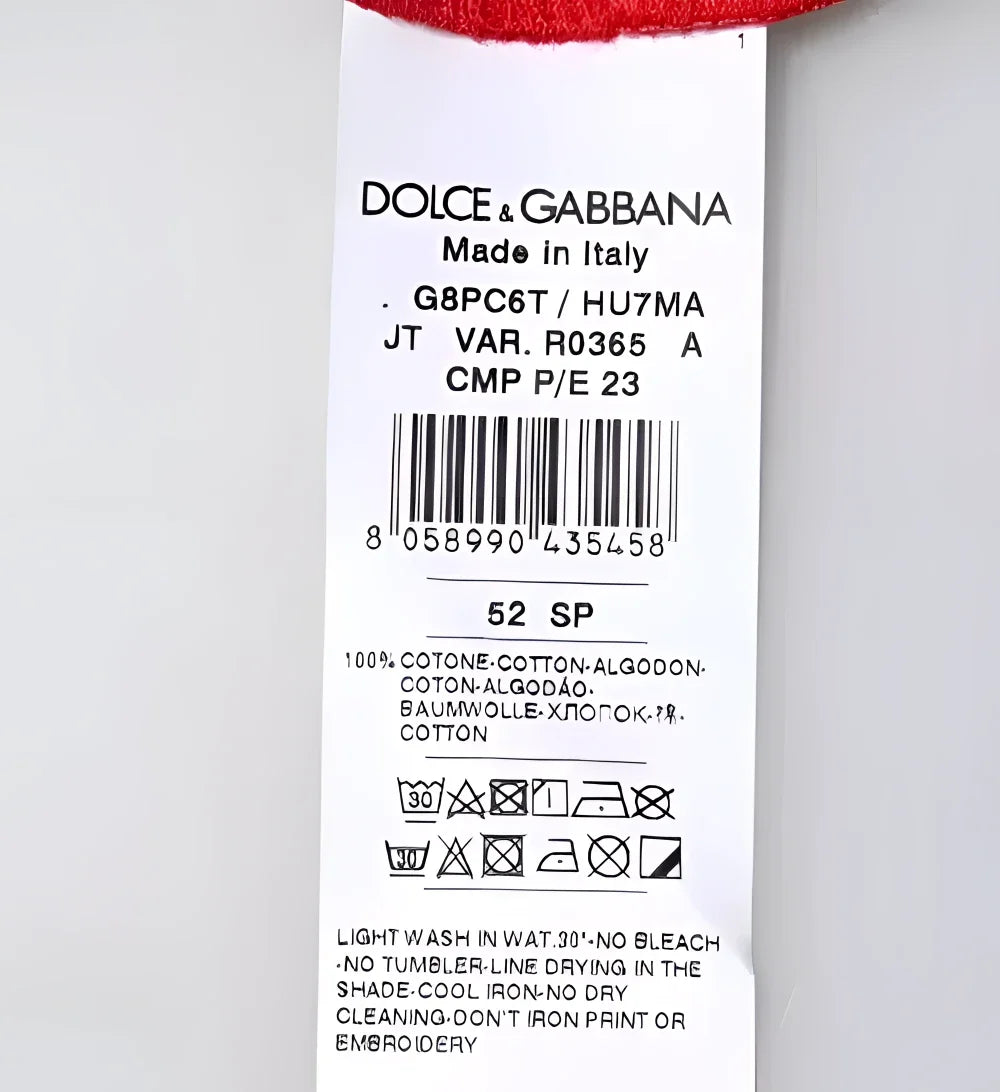 1
DOLCE & GABBANA
Made in Italy
. G8PC6T / HU7MA
JT VAR. R0365 A
CMP P/E 23
8 058990 435458
52 SP
100% COTONE·COTTON·ALGODON·
COTON·ALGODÃO·
BAUMWOLLE·ХЛОПОК·
COTTON
30
30
LIGHT WASH IN WAT.30°·NO BLEACH
·NO TUMBLER·LINE DRYING IN THE
SHADE·COOL IRON·NO DRY
CLEANING·DON'T IRON PRINT OR
EMBROIDERY